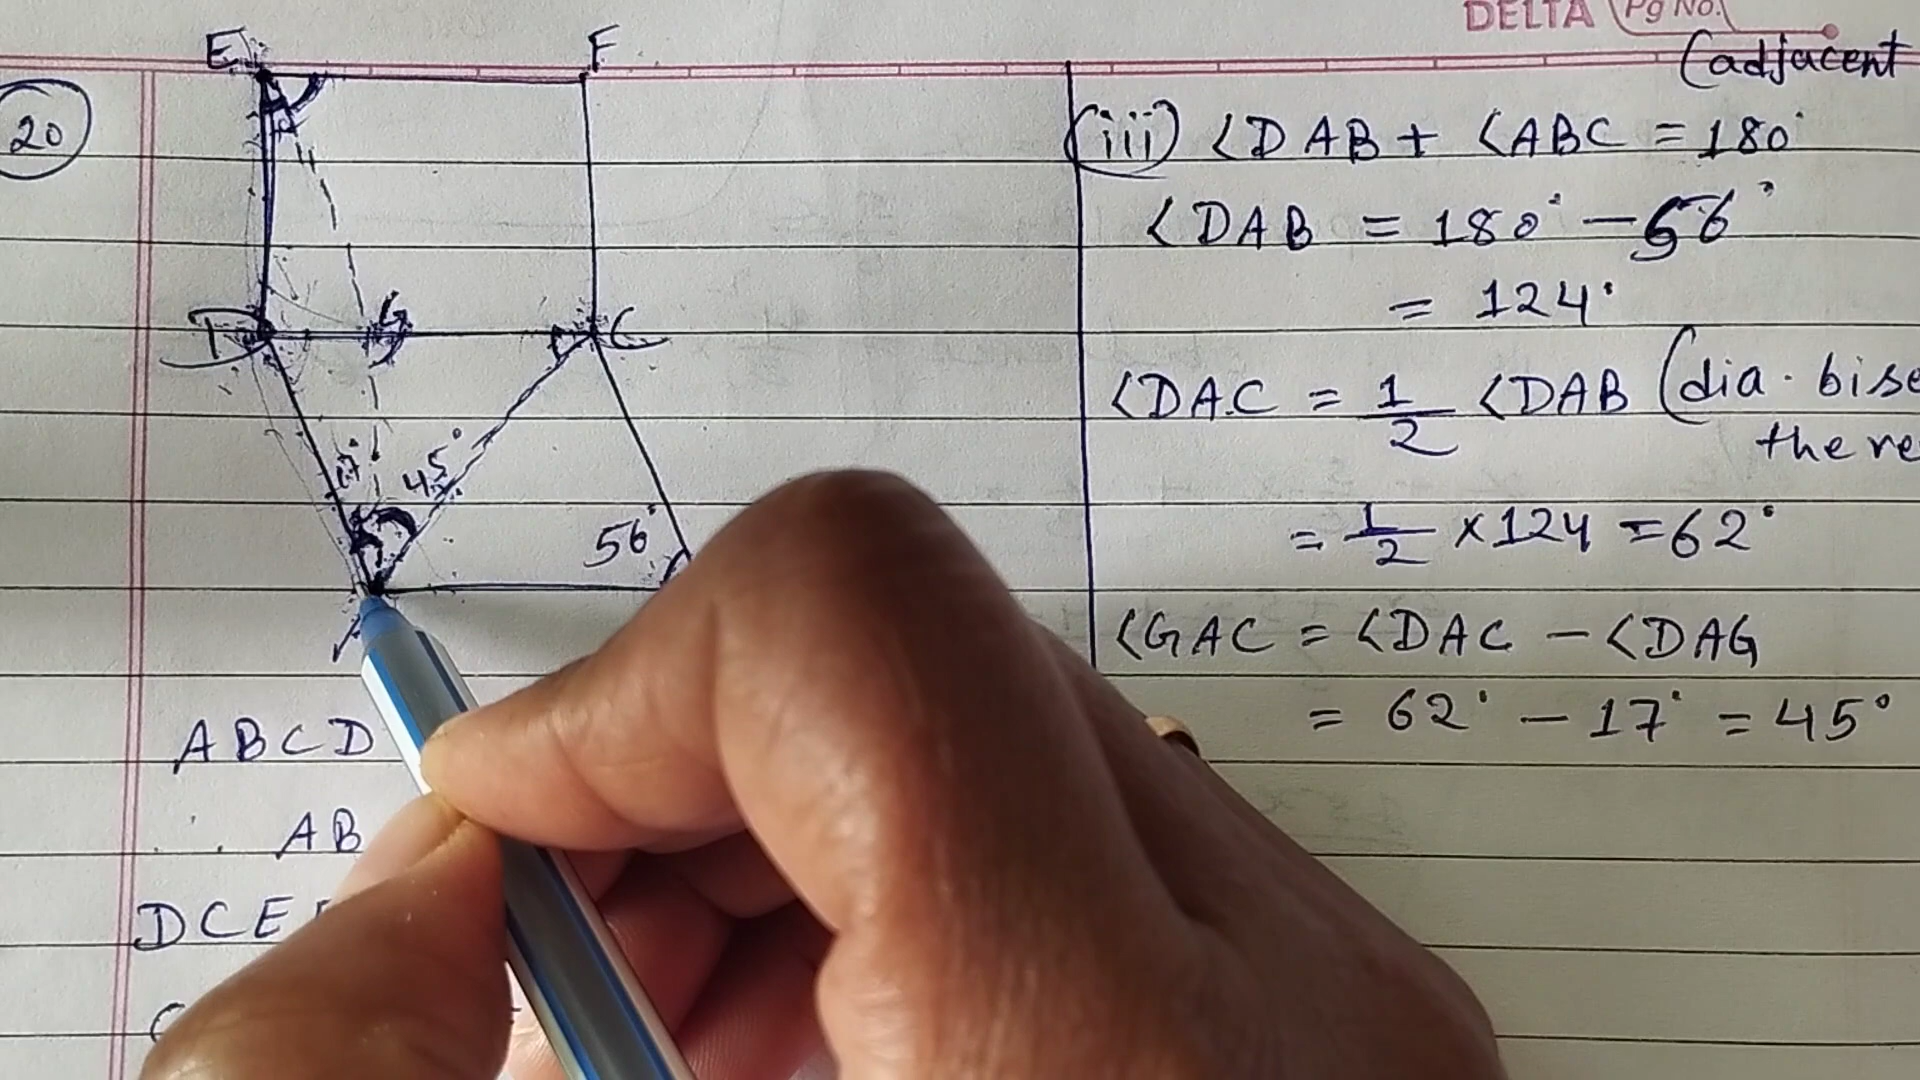 DELTA Pg No.
E F
(adjacent
20
(iii) <DAB + <ABC = 180°
<DAB = 180° - 56°
= 124°
D G C
<DAC = 1/2 <DAB (dia. bise
the re
17° 45°
56°
= 1/2 × 124 = 62°
A
<GAC = <DAC - <DAG
= 62° - 17° = 45°
ABCD
∴ AB
DCE